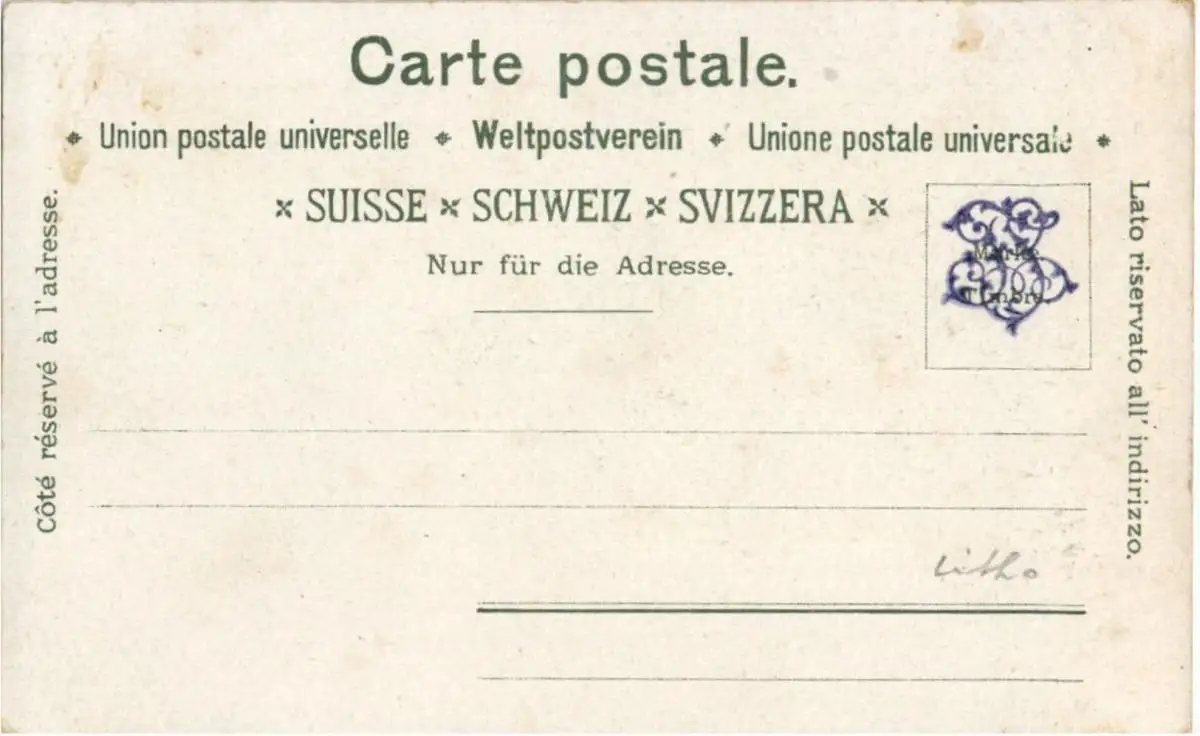 Carte postale.
Union postale universelle Weltpostverein Unione postale universale
SUISSE SCHWEIZ SVIZZERA
Nur für die Adresse.
Côté réservé à l'adresse.
Marke
Timbre.
Lato riservato all' indirizzo.
Litho